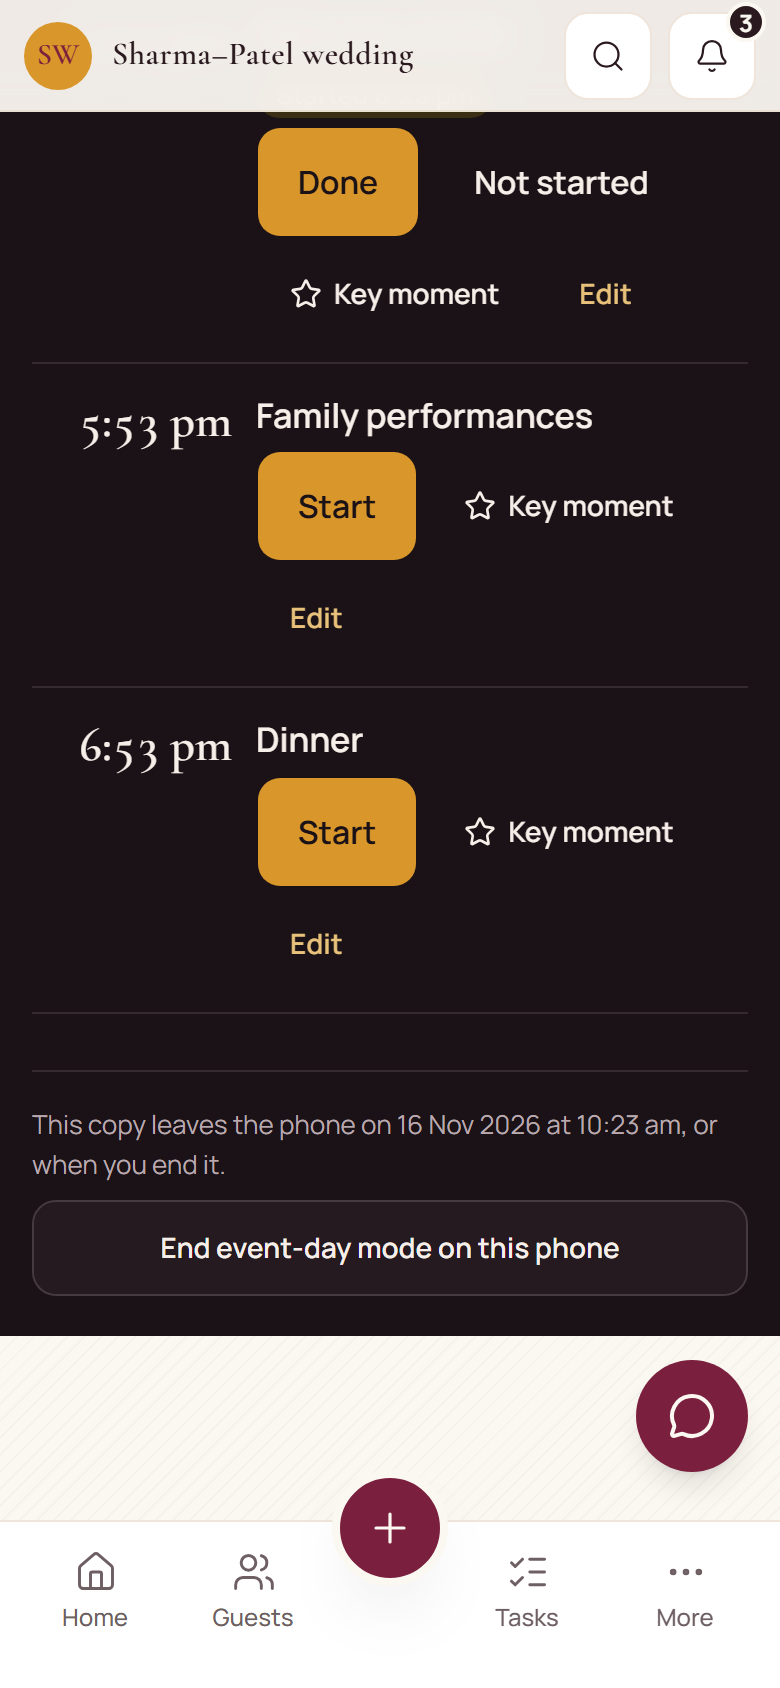 SW
Sharma–Patel wedding
3
Done
Not started
Key moment
Edit
5:53 pm
Family performances
Start
Key moment
Edit
6:53 pm
Dinner
Start
Key moment
Edit
This copy leaves the phone on 16 Nov 2026 at 10:23 am, or
when you end it.
End event-day mode on this phone
Home
Guests
Tasks
More